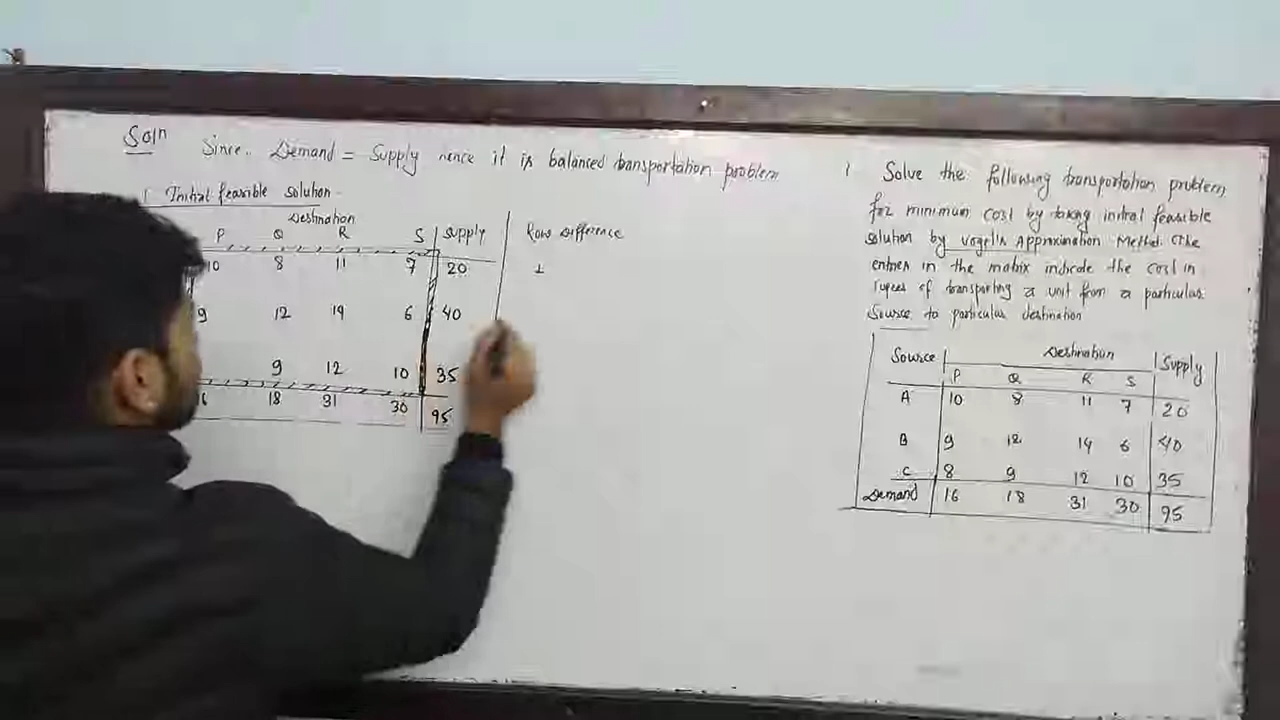 Soln
Since. Demand = Supply hence it is balanced transportation problem
Initial feasible solution.
Destination
P Q R S Supply Row Difference
10 8 11 7 20 1
9 12 14 6 40
9 12 10 35
6 18 31 30 95
1 Solve the following transportation problem
for minimum cost by taking initial feasible
solution by Vogel's Approximation Method. The
entries in the matrix indicate the cost in
rupees of transporting a unit from a particular
Source to particular destination
Source Destination Supply
P Q R S
A 10 8 11 7 20
B 9 12 14 6 40
C 8 9 12 10 35
Demand 16 18 31 30 95